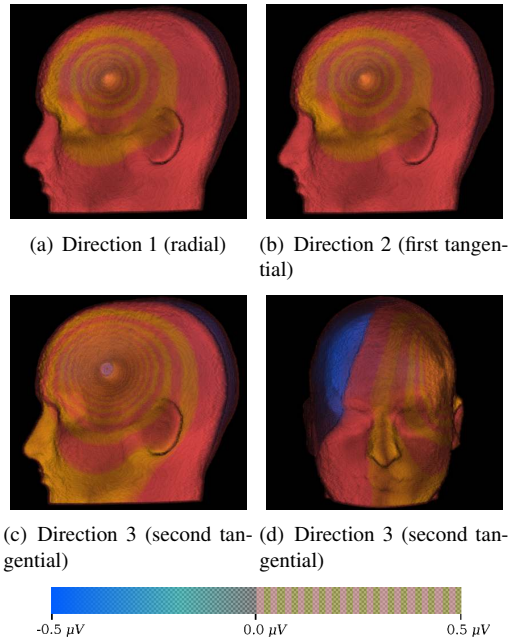 (a) Direction 1 (radial)
(b) Direction 2 (first tangen-
tial)
(c) Direction 3 (second tan-
gential)
(d) Direction 3 (second tan-
gential)
-0.5 μV 0.0 μV 0.5 μV